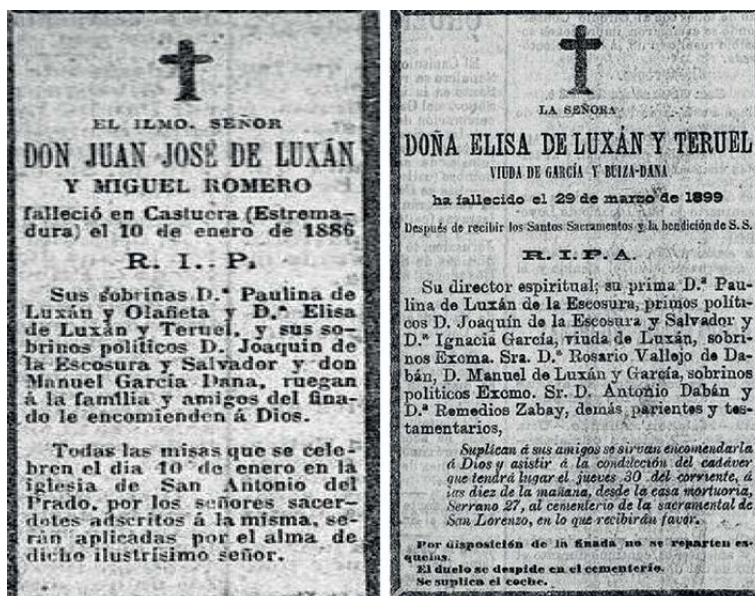 EL ILMO. SEÑOR
DON JUAN JOSÉ DE LUXÁN
Y MIGUEL ROMERO
falleció en Castuera (Estrema-
dura) el 10 de enero de 1886
R. I. P.
Sus sobrinas D.ª Paulina de
Luxán y Olañeta y D.ª Elisa
de Luxán y Teruel, y sus so-
brinos políticos D. Joaquin de
la Escosura y Salvador y don
Manuel García Dana, ruegan
á la familia y amigos del fina-
do le encomienden á Dios.
Todas las misas que se cele-
bren el dia 10 de enero en la
iglesia de San Antonio del
Prado, por los señores sacer-
dotes adscritos á la misma, se-
rán aplicadas por el alma de
dicho ilustrísimo señor.
LA SEÑORA
DOÑA ELISA DE LUXÁN Y TERUEL
VIUDA DE GARCÍA Y BUIZA-DANA
ha fallecido el 29 de marzo de 1899
Después de recibir los Santos Sacramentos y la bendición de S. S.
R. I. P. A.
Su director espiritual; su prima D.ª Pau-
lina de Luxán de la Escosura, primos políti-
cos D. Joaquín de la Escosura y Salvador y
D.ª Ignacia García, viuda de Luxán, sobri-
nos Excma. Sra. D.ª Rosario Vallejo de Da-
bán, D. Manuel de Luxán y García, sobrinos
políticos Excmo. Sr. D. Antonio Dabán y
D.ª Remedios Zabay, demás parientes y tes-
tamentarios,
Suplican á sus amigos se sirvan encomendarla
á Dios y asistir á la conducción del cadáver
que tendrá lugar el jueves 30 del corriente, á
las diez de la mañana, desde la casa mortuoria,
Serrano 27, al cementerio de la sacramental de
San Lorenzo, en lo que recibirán favor.
Por disposición de la finada no se reparten es-
quelas.
El duelo se despide en el cementerio.
Se suplica el coche.